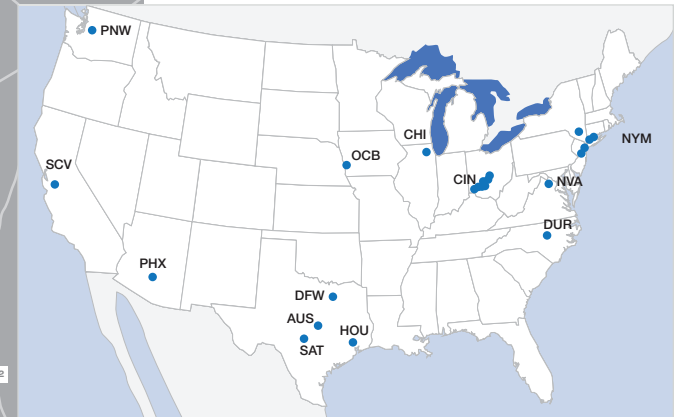 PNW
NYM
CHI
OCB
SCV
CIN
NVA
DUR
PHX
DFW
AUS
HOU
SAT